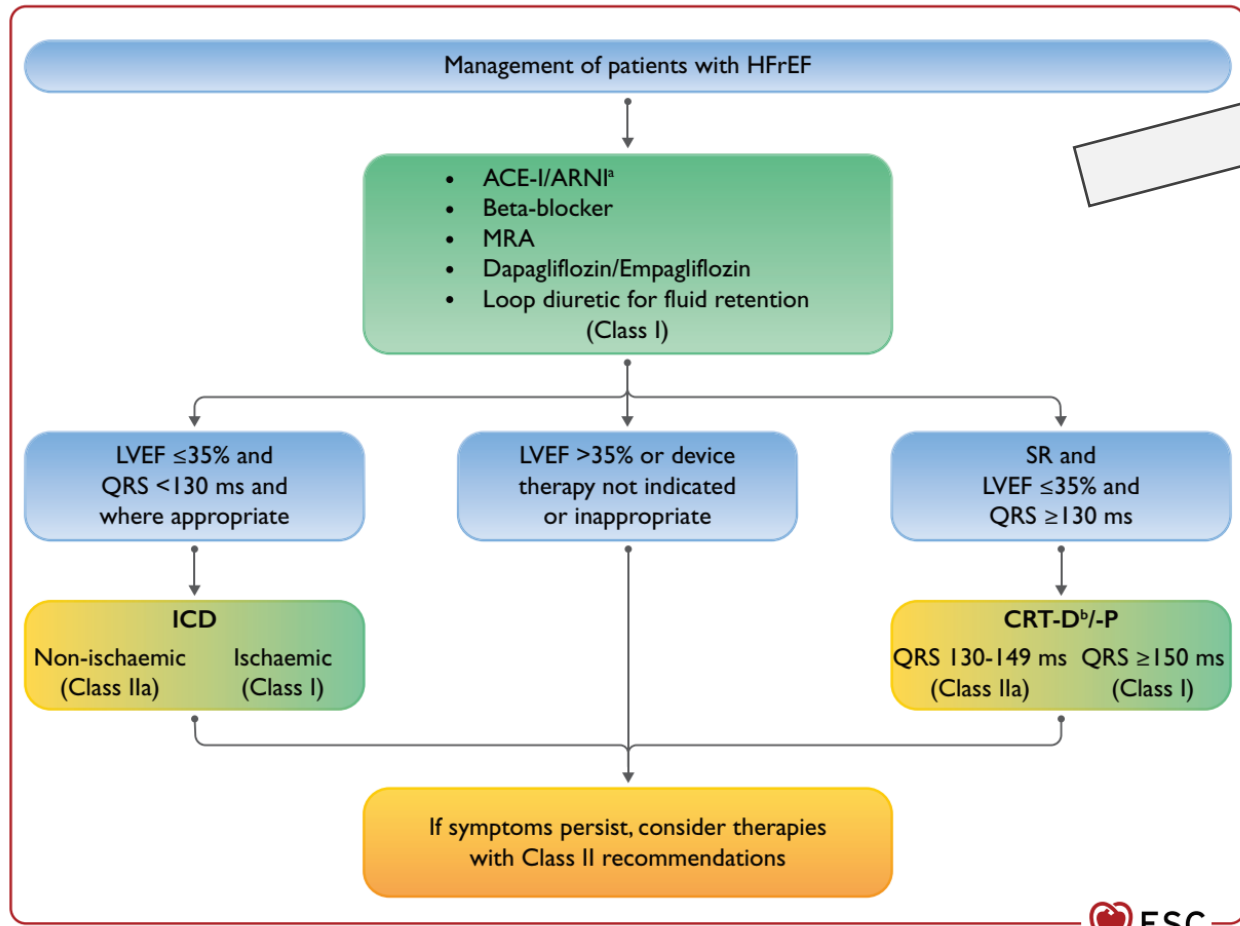 Management of patients with HFrEF
• ACE-I/ARNIᵃ
• Beta-blocker
• MRA
• Dapagliflozin/Empagliflozin
• Loop diuretic for fluid retention
(Class I)
LVEF ≤35% and
QRS <130 ms and
where appropriate
LVEF >35% or device
therapy not indicated
or inappropriate
SR and
LVEF ≤35% and
QRS ≥130 ms
ICD
Non-ischaemic
(Class IIa)
Ischaemic
(Class I)
CRT-Dᵇ/-P
QRS 130-149 ms
(Class IIa)
QRS ≥150 ms
(Class I)
If symptoms persist, consider therapies
with Class II recommendations
ESC